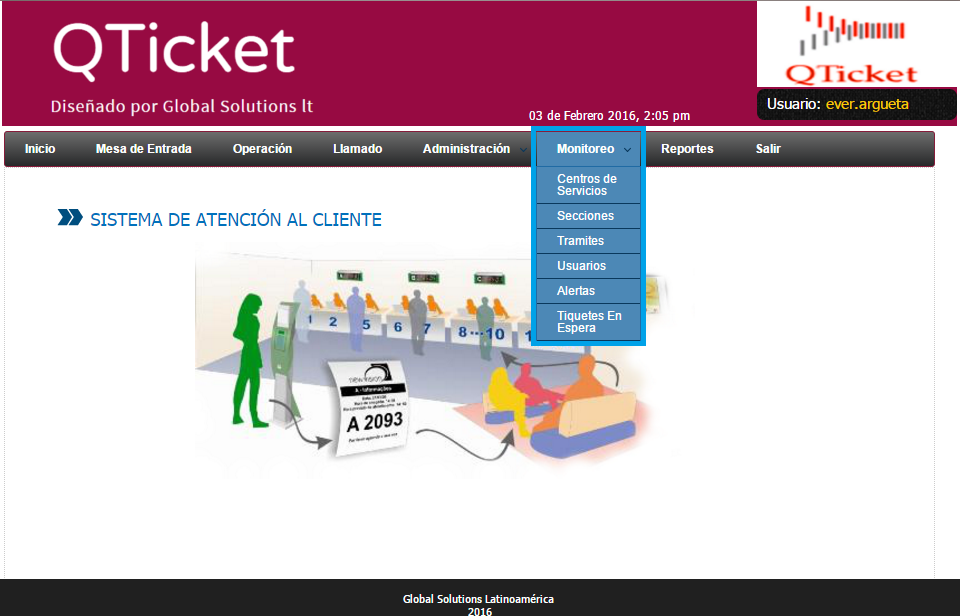 QTicket
Diseñado por Global Solutions lt
QTicket
03 de Febrero 2016, 2:05 pm
Usuario: ever.argueta
Inicio
Mesa de Entrada
Operación
Llamado
Administración
Monitoreo
Reportes
Salir
Centros de
Servicios
Secciones
Tramites
Usuarios
Alertas
Tiquetes En
Espera
SISTEMA DE ATENCIÓN AL CLIENTE
1
2
5
6
7
8
10
A - Informações
A 2093
Global Solutions Latinoamérica
2016